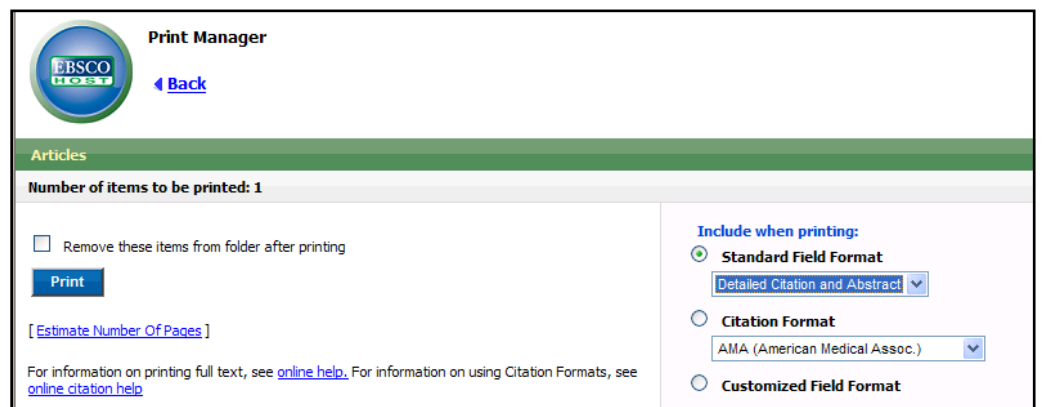 Print Manager
EBSCO
HOST
Back
Articles
Number of items to be printed: 1
Remove these items from folder after printing
Print
[ Estimate Number Of Pages ]
For information on printing full text, see online help. For information on using Citation Formats, see
online citation help
Include when printing:
Standard Field Format
Detailed Citation and Abstract
Citation Format
AMA (American Medical Assoc.)
Customized Field Format